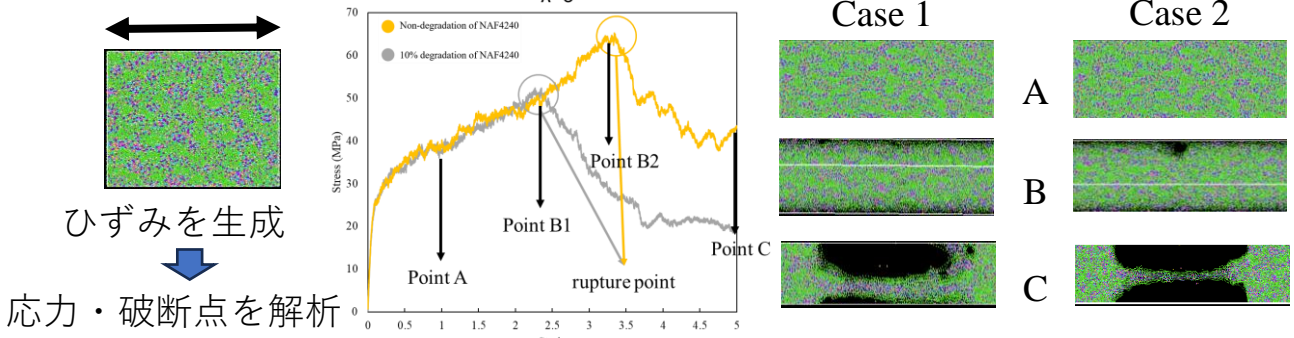 ひずみを生成
応力・破断点を解析
Stress (MPa)
70
60
50
40
30
20
10
0
0 0.5 1 1.5 2 2.5 3 3.5 4 4.5 5
Non-degradation of NAF4240
10% degradation of NAF4240
Point A
Point B1
Point B2
Point C
rupture point
Case 1
Case 2
A
B
C